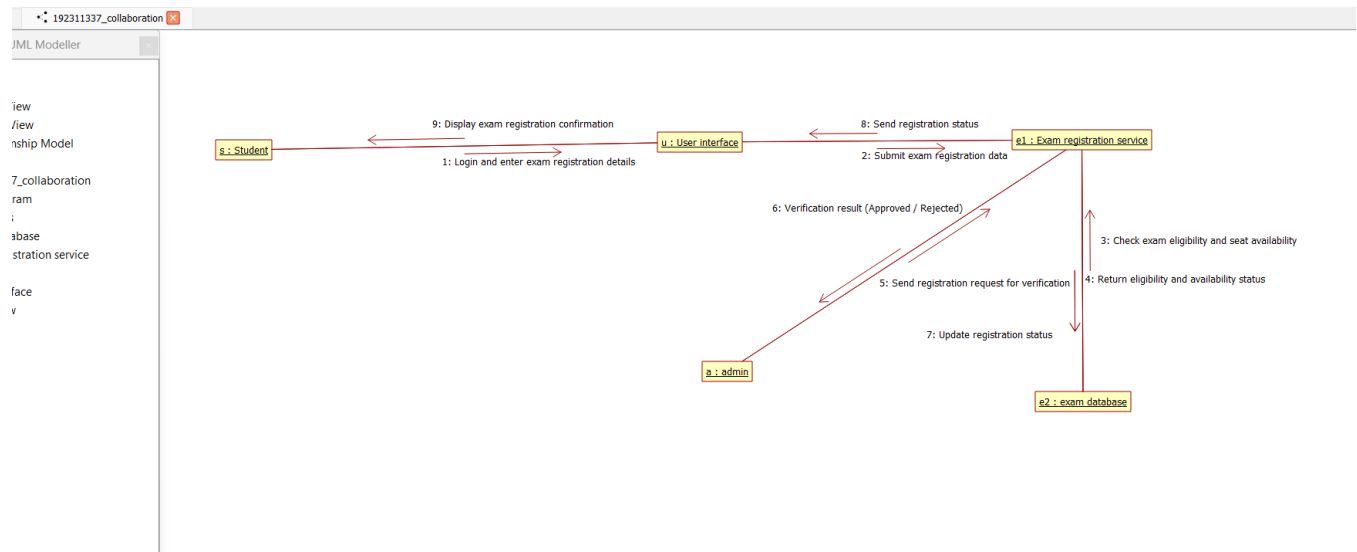 192311337_collaboration
UML Modeller
View
View
nship Model
7_collaboration
ram
s
abase
stration service
face
w
9: Display exam registration confirmation
8: Send registration status
s : Student
u : User interface
e1 : Exam registration service
1: Login and enter exam registration details
2: Submit exam registration data
6: Verification result (Approved / Rejected)
3: Check exam eligibility and seat availability
5: Send registration request for verification
4: Return eligibility and availability status
7: Update registration status
a : admin
e2 : exam database